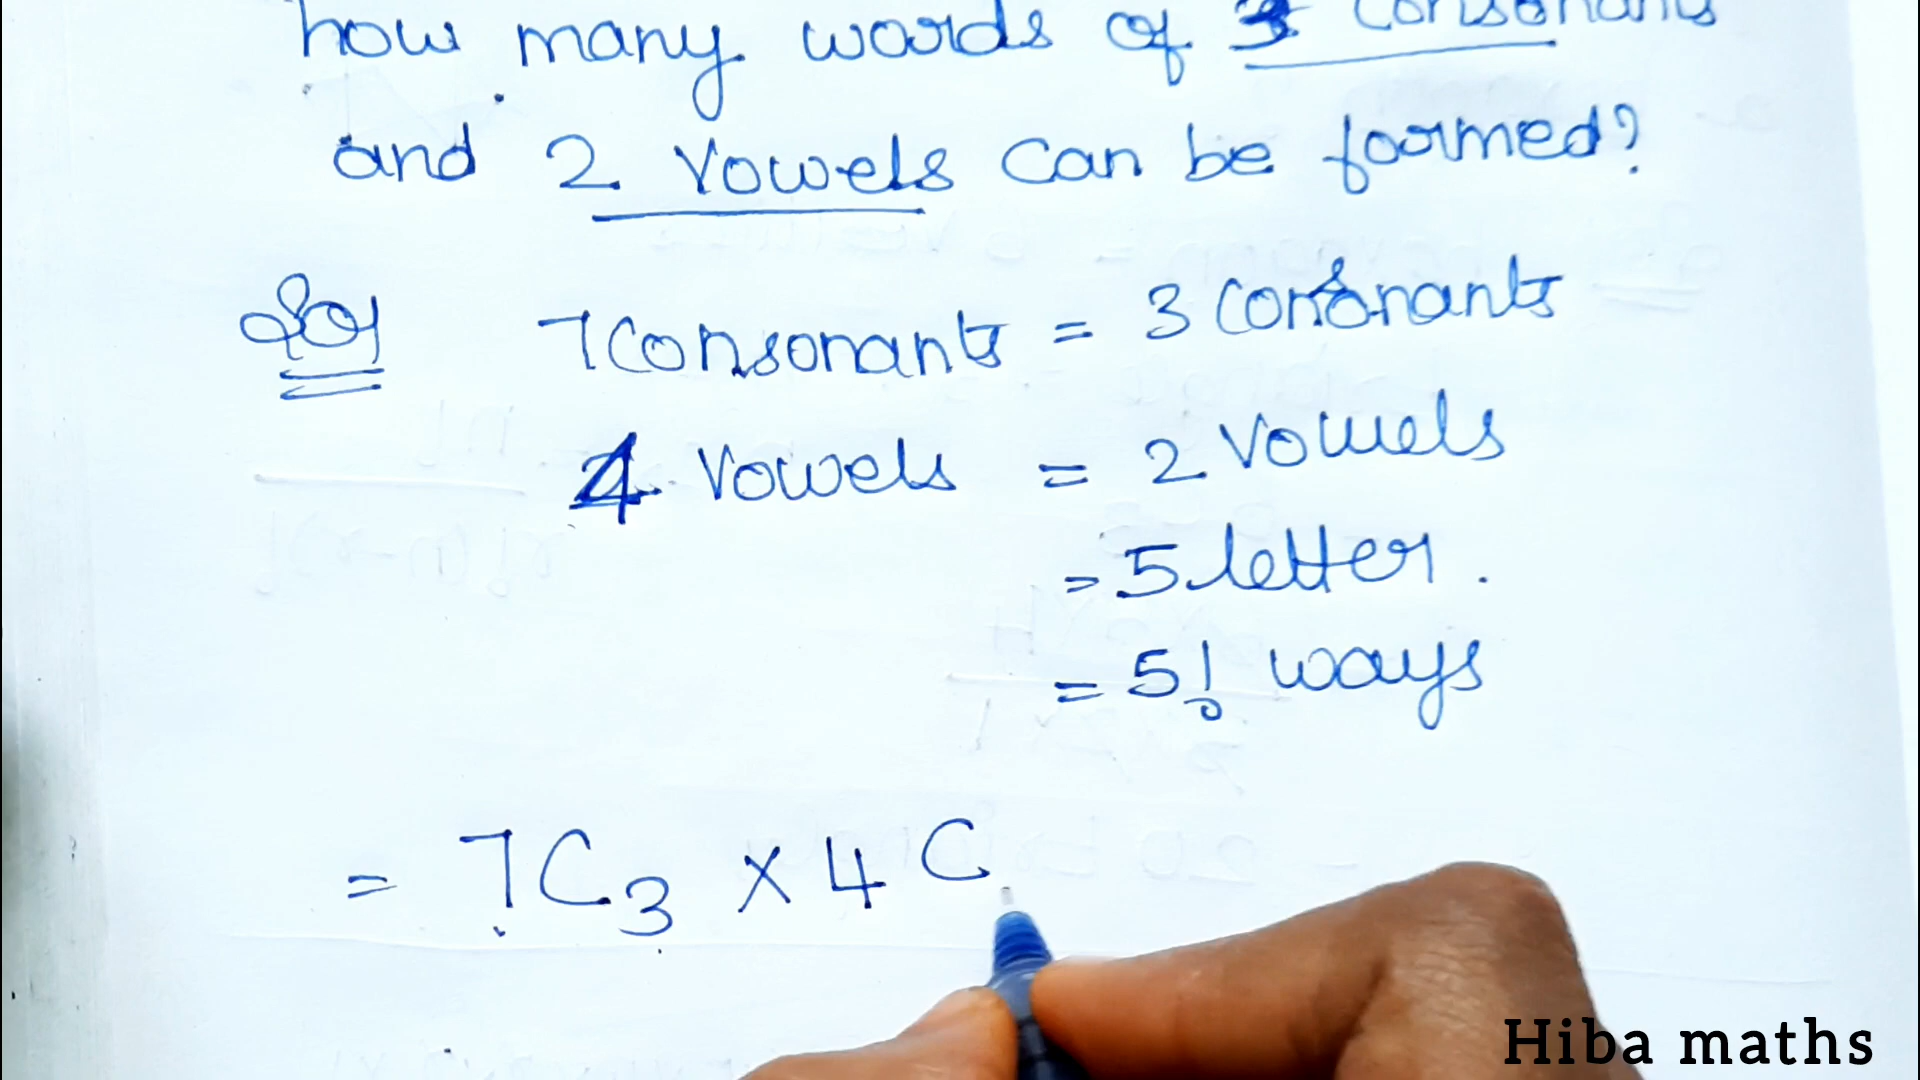 how many words of 3 consonants
and 2 vowels can be formed?
Sol 7 consonants = 3 consonants
4 vowels = 2 vowels
= 5 letter.
= 5! ways
= 7C3 × 4C
Hiba maths